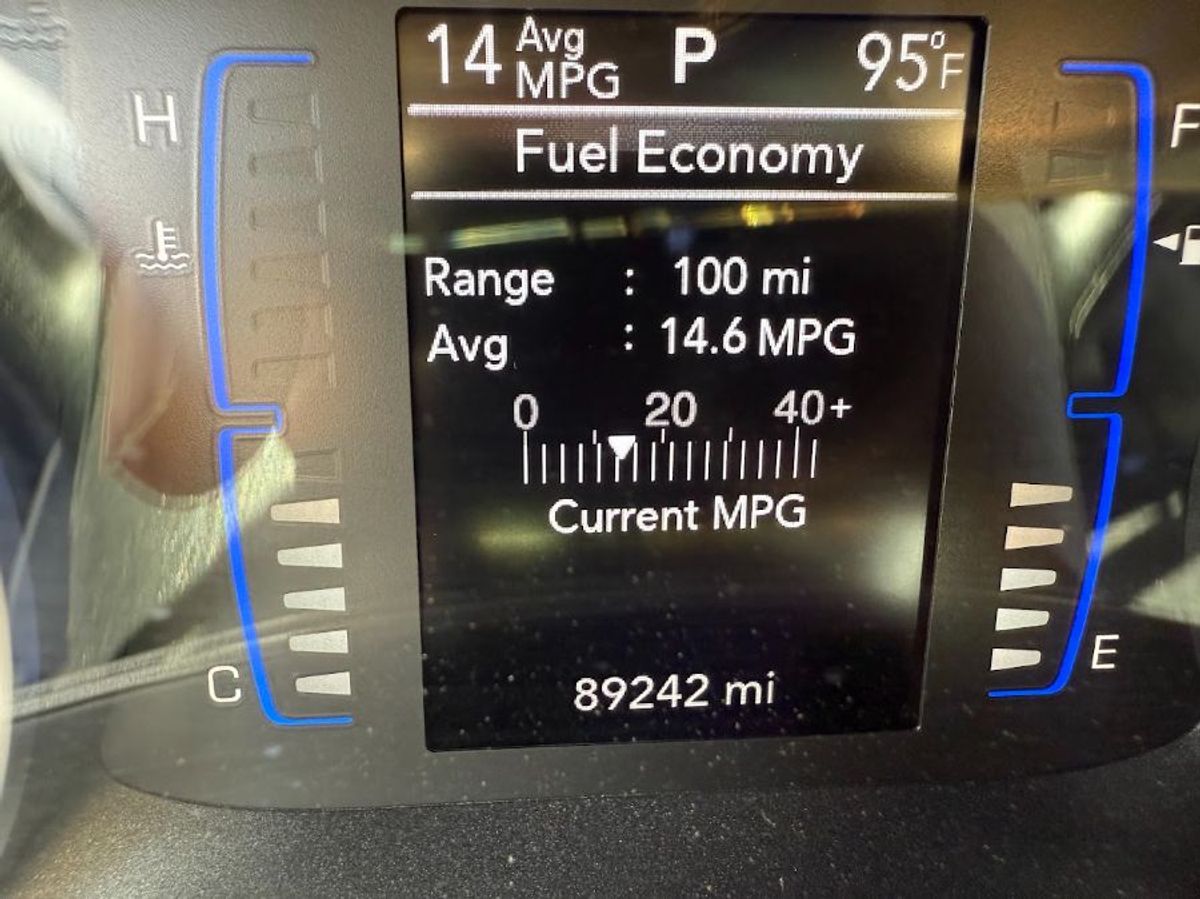 14 Avg MPG P 95°F
Fuel Economy
H
F
Range : 100 mi
Avg : 14.6 MPG
0 20 40+
Current MPG
C
E
89242 mi